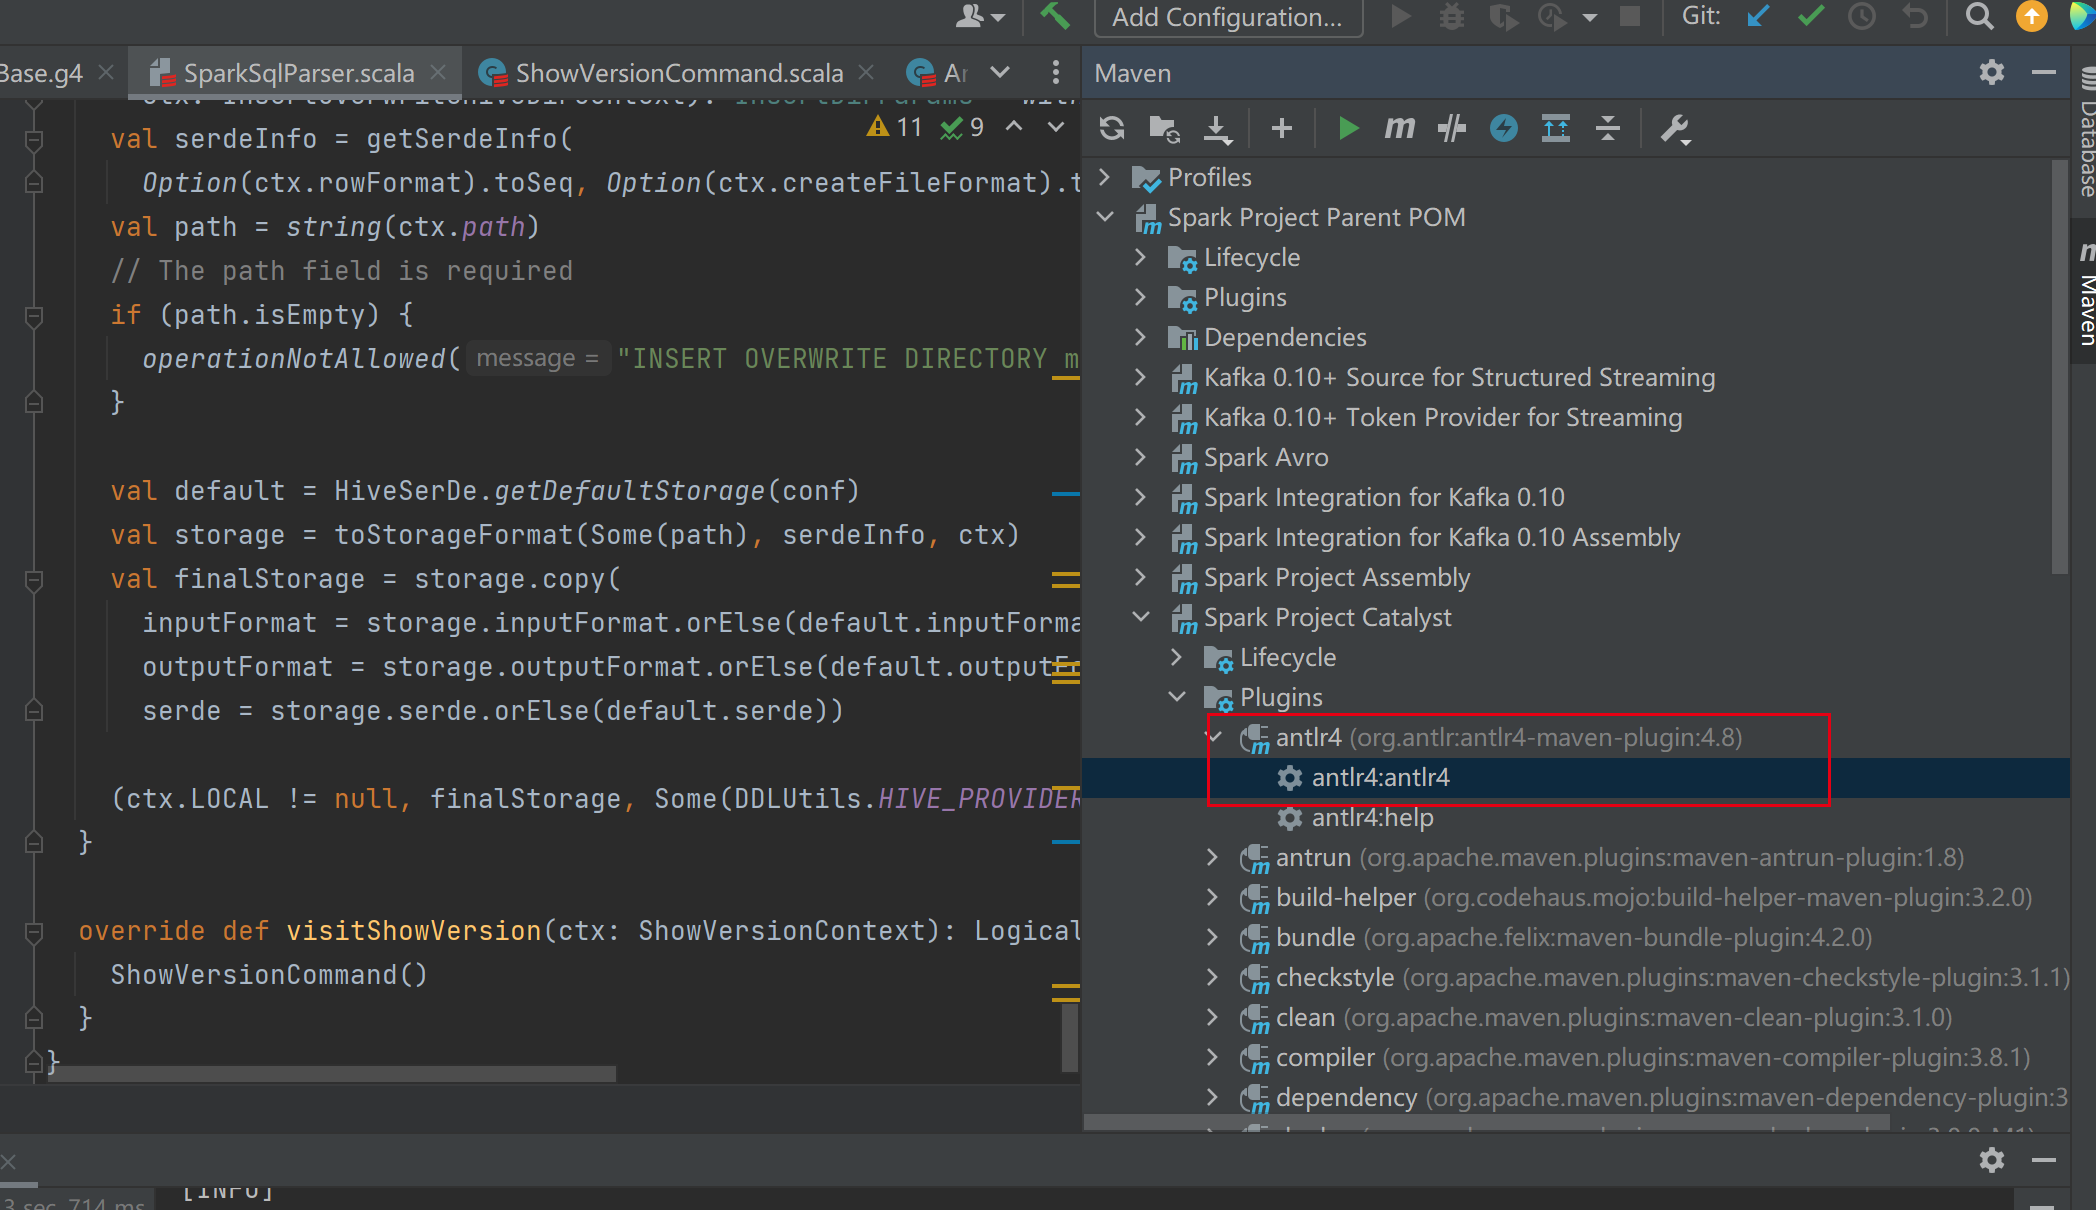 Add Configuration...
Git:
Base.g4
SparkSqlParser.scala
ShowVersionCommand.scala
Maven
11
9
val serdeInfo = getSerdeInfo(
Option(ctx.rowFormat).toSeq, Option(ctx.createFileFormat).t
val path = string(ctx.path)
// The path field is required
if (path.isEmpty) {
operationNotAllowed( message = "INSERT OVERWRITE DIRECTORY m
}
val default = HiveSerDe.getDefaultStorage(conf)
val storage = toStorageFormat(Some(path), serdeInfo, ctx)
val finalStorage = storage.copy(
inputFormat = storage.inputFormat.orElse(default.inputForma
outputFormat = storage.outputFormat.orElse(default.outputF
serde = storage.serde.orElse(default.serde))
(ctx.LOCAL != null, finalStorage, Some(DDLUtils.HIVE_PROVIDER
}
override def visitShowVersion(ctx: ShowVersionContext): Logical
ShowVersionCommand()
}
}
Profiles
Spark Project Parent POM
Lifecycle
Plugins
Dependencies
Kafka 0.10+ Source for Structured Streaming
Kafka 0.10+ Token Provider for Streaming
Spark Avro
Spark Integration for Kafka 0.10
Spark Integration for Kafka 0.10 Assembly
Spark Project Assembly
Spark Project Catalyst
Lifecycle
Plugins
antlr4 (org.antlr:antlr4-maven-plugin:4.8)
antlr4:antlr4
antlr4:help
antrun (org.apache.maven.plugins:maven-antrun-plugin:1.8)
build-helper (org.codehaus.mojo:build-helper-maven-plugin:3.2.0)
bundle (org.apache.felix:maven-bundle-plugin:4.2.0)
checkstyle (org.apache.maven.plugins:maven-checkstyle-plugin:3.1.1)
clean (org.apache.maven.plugins:maven-clean-plugin:3.1.0)
compiler (org.apache.maven.plugins:maven-compiler-plugin:3.8.1)
dependency (org.apache.maven.plugins:maven-dependency-plugin:3
Database
Maven
3 sec, 714 ms
[INFO]